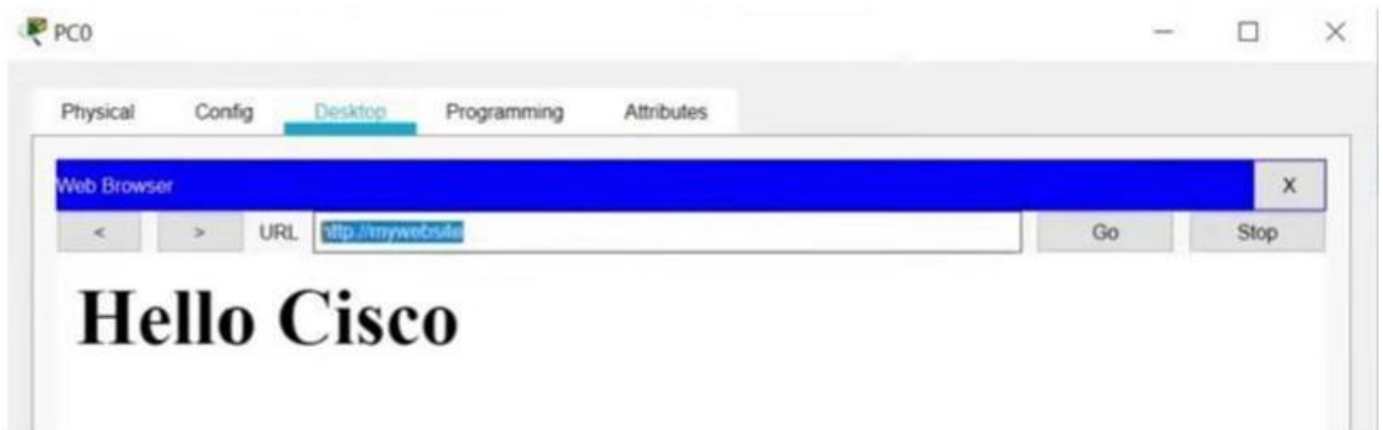 PC0
Physical Config Desktop Programming Attributes
Web Browser X
< > URL http://mywebsite Go Stop
Hello Cisco